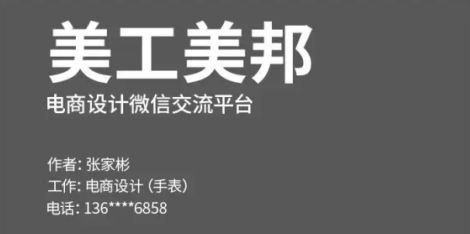 美工美邦
电商设计微信交流平台
作者：张家彬
工作：电商设计（手表）
电话：136****6858